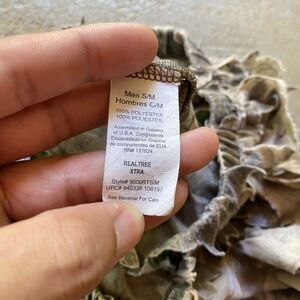 Men S/M
Hombres C/M
100% POLYESTER
100% POLIESTER
Assembled in Guyana
of U.S.A. Components
Ensamblado en Guyana
de componentes de EUA.
RN# 137624
REALTREE
XTRA
Style# 9000RTS/M
UPC# 840338 108197
See Reverse For Care